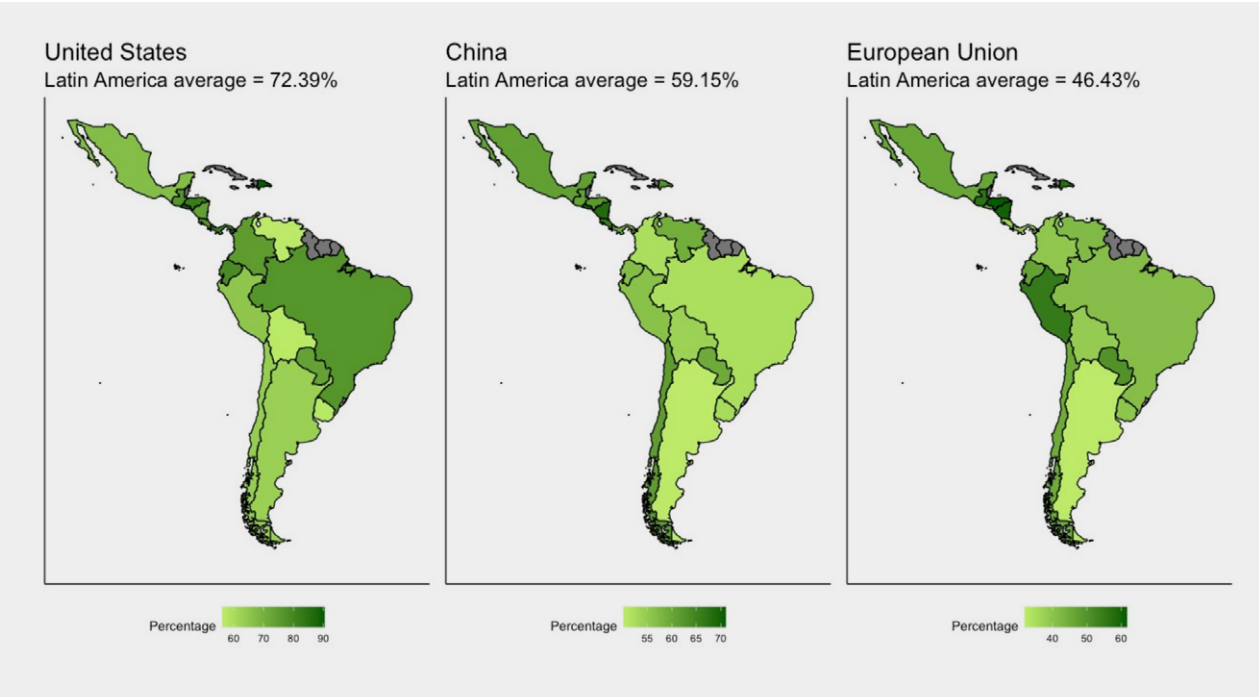 United States
Latin America average = 72.39%
China
Latin America average = 59.15%
European Union
Latin America average = 46.43%
Percentage
60 70 80 90
Percentage
55 60 65 70
Percentage
40 50 60